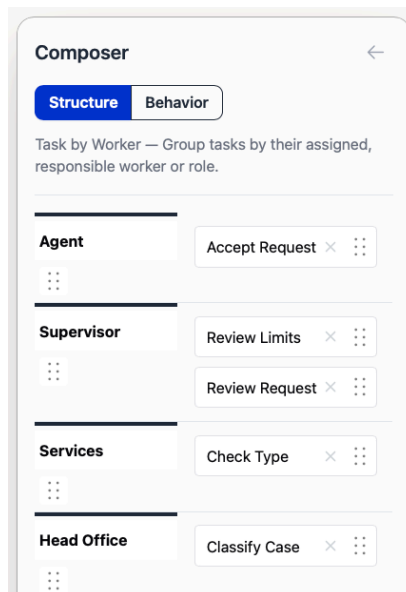 Composer
Structure Behavior
Task by Worker — Group tasks by their assigned,
responsible worker or role.
Agent
Accept Request
Supervisor
Review Limits
Review Request
Services
Check Type
Head Office
Classify Case